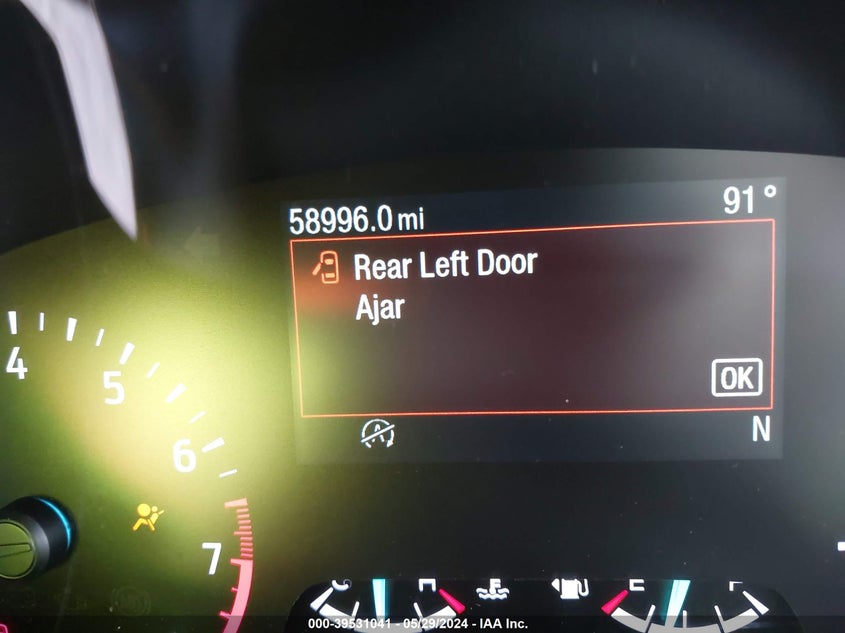 58996.0 mi
91°
Rear Left Door
Ajar
OK
N
4
5
6
7
C
H
E
F
000-39531041 - 05/29/2024 - IAA Inc.